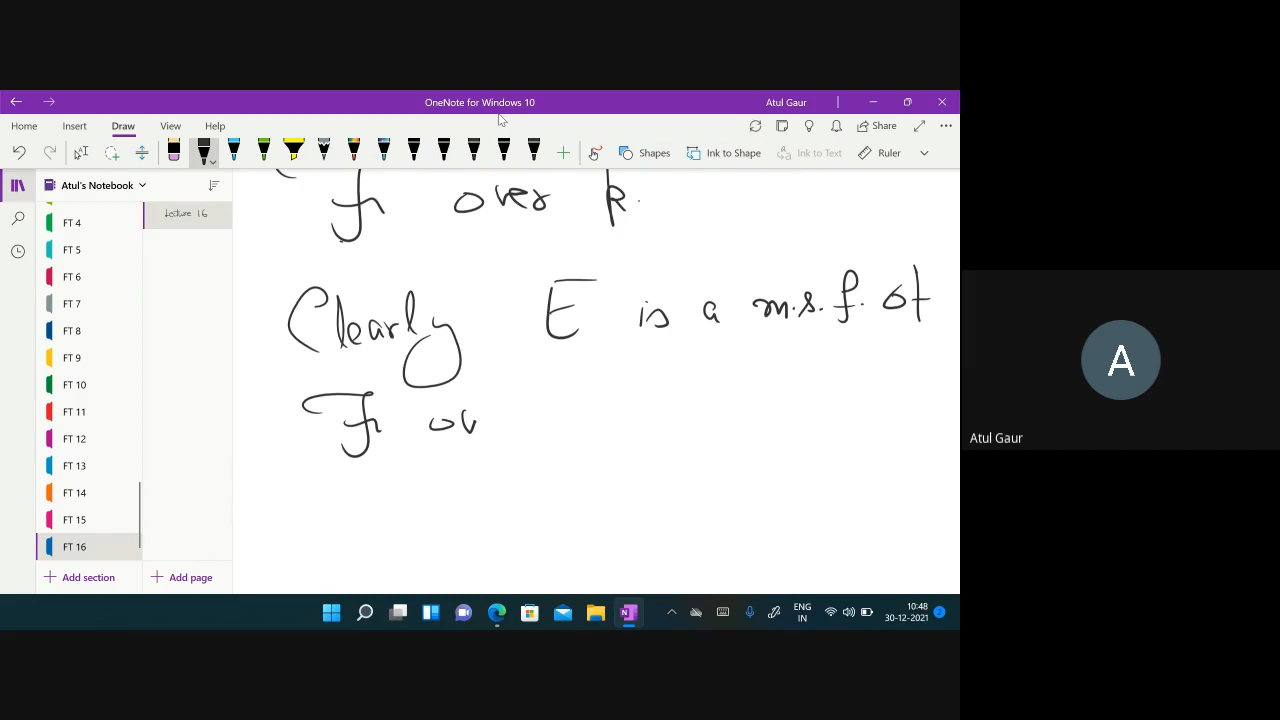 OneNote for Windows 10
Atul Gaur
Home Insert Draw View Help
Share
Shapes Ink to Shape Ink to Text Ruler
Atul's Notebook
Lecture 16
FT 4
FT 5
FT 6
FT 7
FT 8
FT 9
FT 10
FT 11
FT 12
FT 13
FT 14
FT 15
FT 16
Add section Add page
over k.
Clearly E is a m.s.f. of
ov
A
Atul Gaur
ENG
IN
10:48
30-12-2021
2